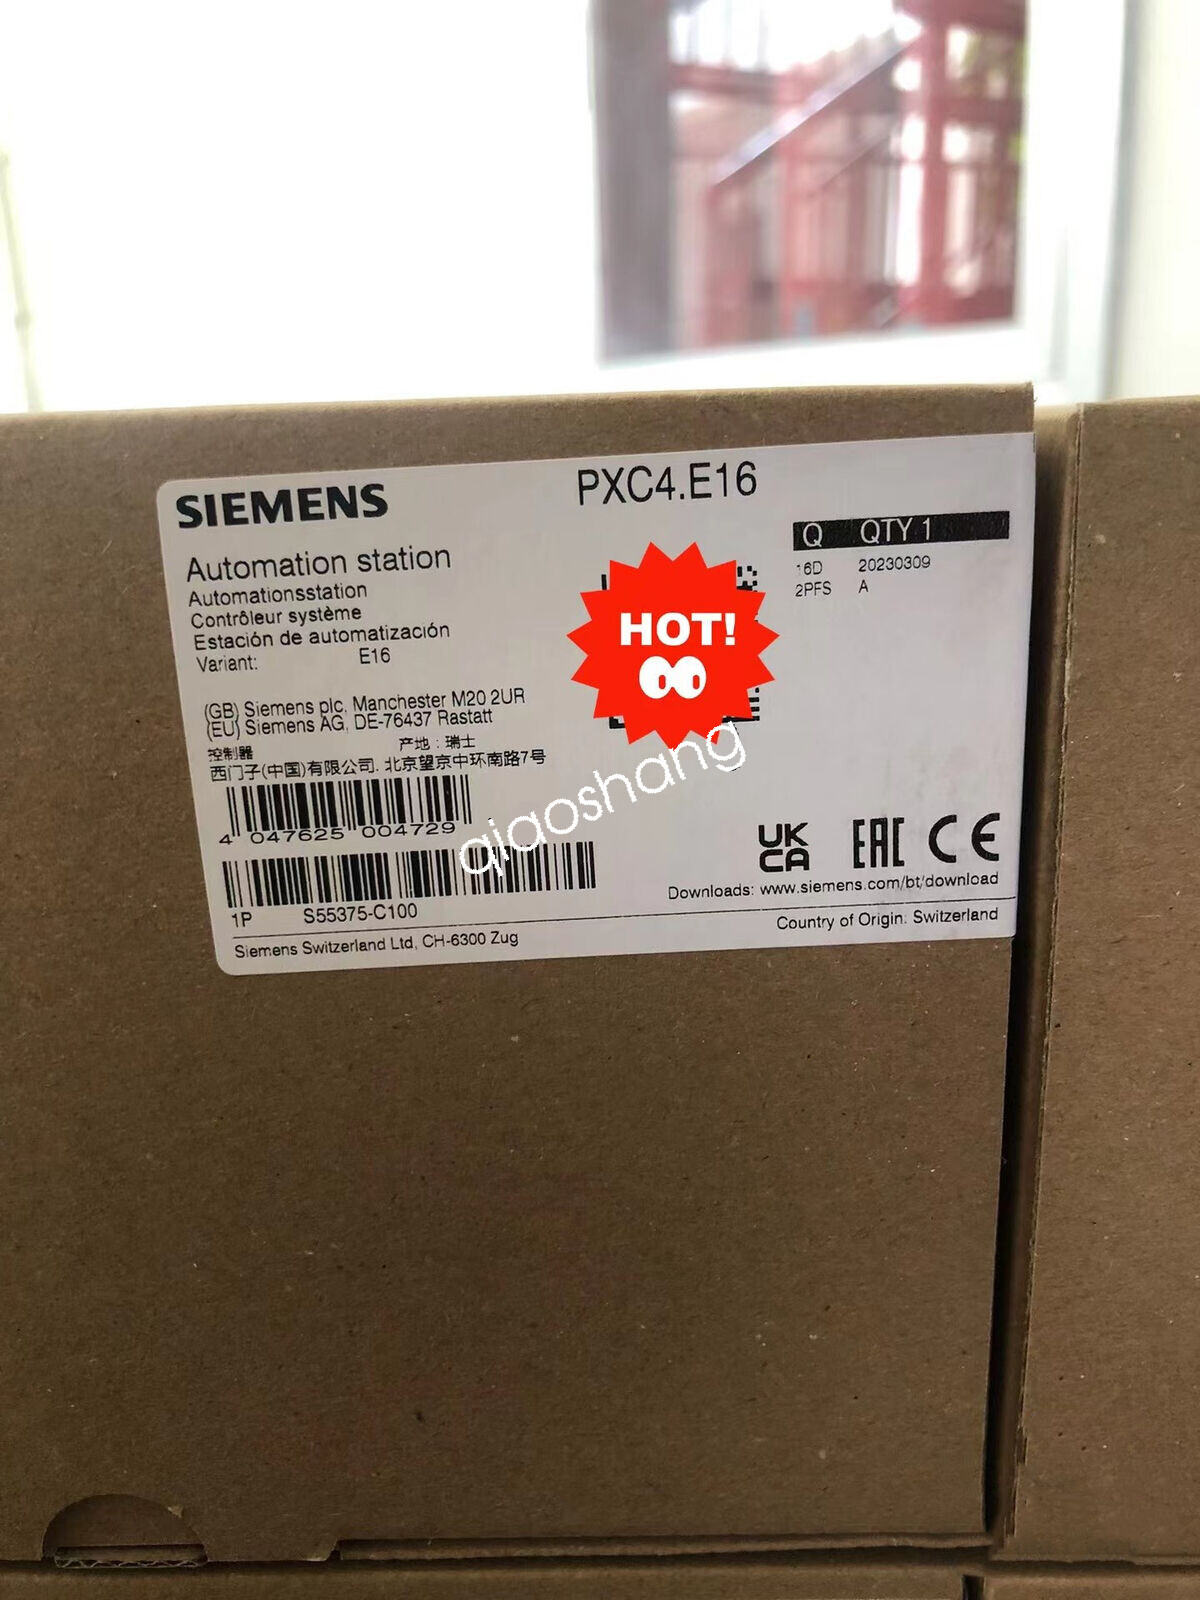 SIEMENS
PXC4.E16
Q QTY 1
16D 20230309
2PFS A
Automation station
Automationsstation
Contrôleur système
Estación de automatización
Variant: E16
HOT!
(GB) Siemens plc, Manchester M20 2UR
(EU) Siemens AG, DE-76437 Rastatt
控制器 产地：瑞士
西门子(中国)有限公司. 北京望京中环南路7号
4 047625 004729
qiaoshang
1P S55375-C100
UK
CA
EAC CE
Downloads: www.siemens.com/bt/download
Siemens Switzerland Ltd, CH-6300 Zug
Country of Origin: Switzerland